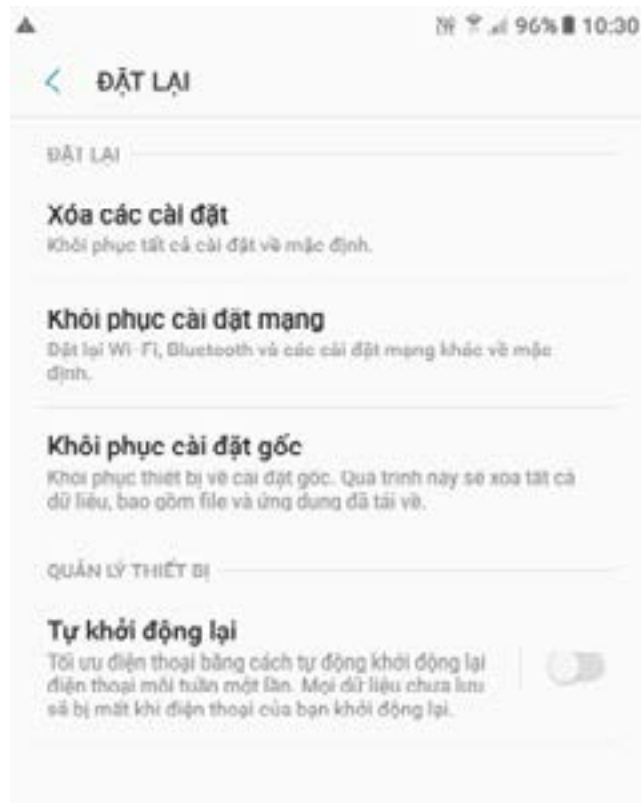 96% 10:30
ĐẶT LẠI
ĐẶT LẠI
Xóa các cài đặt
Khôi phục tất cả cài đặt về mặc định.
Khôi phục cài đặt mạng
Đặt lại Wi-Fi, Bluetooth và các cài đặt mạng khác về mặc
định.
Khôi phục cài đặt gốc
Khôi phục thiết bị về cài đặt gốc. Quá trình này sẽ xóa tất cả
dữ liệu, bao gồm file và ứng dụng đã tải về.
QUẢN LÝ THIẾT BỊ
Tự khởi động lại
Tối ưu điện thoại bằng cách tự động khởi động lại
điện thoại mỗi tuần một lần. Mọi dữ liệu chưa lưu
sẽ bị mất khi điện thoại của bạn khởi động lại.